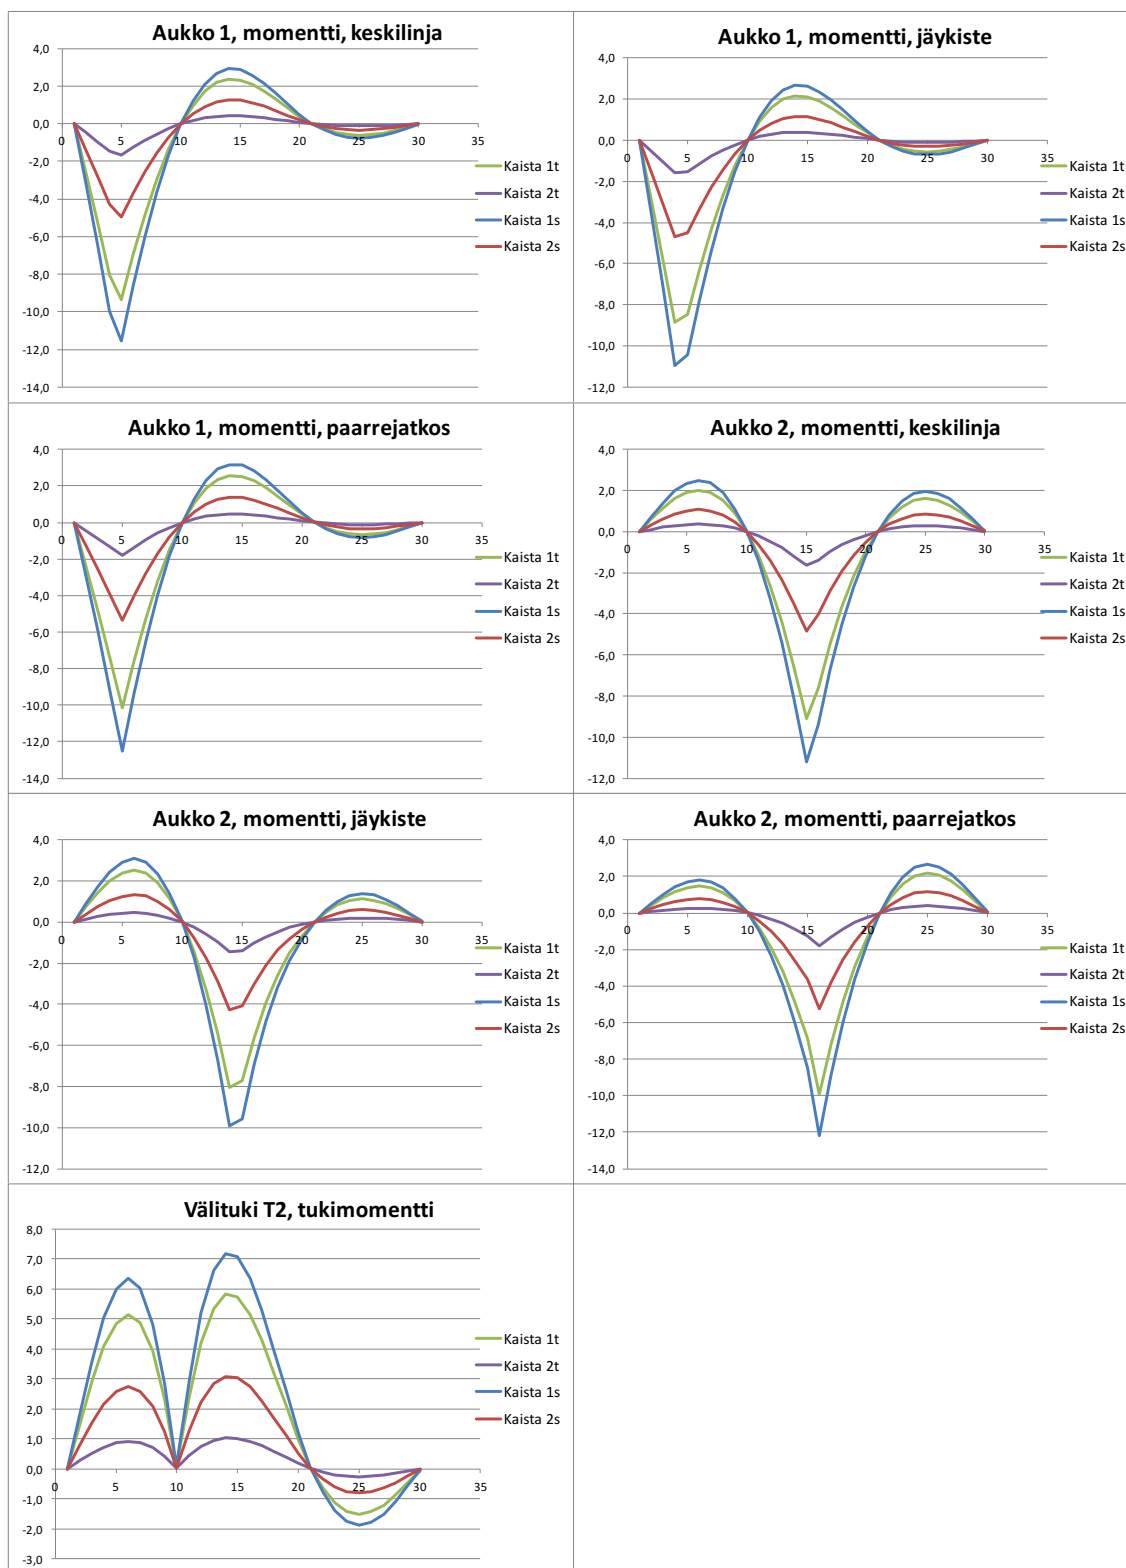 Aukko 1, momentti, keskilinja
4,0
2,0
0,0
-2,0
-4,0
-6,0
-8,0
-10,0
-12,0
-14,0
0 5 10 15 20 25 30 35
Kaista 1t
Kaista 2t
Kaista 1s
Kaista 2s
Aukko 1, momentti, jäykiste
4,0
2,0
0,0
-2,0
-4,0
-6,0
-8,0
-10,0
-12,0
0 5 10 15 20 25 30 35
Kaista 1t
Kaista 2t
Kaista 1s
Kaista 2s
Aukko 1, momentti, paarrejatkos
4,0
2,0
0,0
-2,0
-4,0
-6,0
-8,0
-10,0
-12,0
-14,0
0 5 10 15 20 25 30 35
Kaista 1t
Kaista 2t
Kaista 1s
Kaista 2s
Aukko 2, momentti, keskilinja
4,0
2,0
0,0
-2,0
-4,0
-6,0
-8,0
-10,0
-12,0
0 5 10 15 20 25 30 35
Kaista 1t
Kaista 2t
Kaista 1s
Kaista 2s
Aukko 2, momentti, jäykiste
4,0
2,0
0,0
-2,0
-4,0
-6,0
-8,0
-10,0
-12,0
0 5 10 15 20 25 30 35
Kaista 1t
Kaista 2t
Kaista 1s
Kaista 2s
Aukko 2, momentti, paarrejatkos
4,0
2,0
0,0
-2,0
-4,0
-6,0
-8,0
-10,0
-12,0
-14,0
0 5 10 15 20 25 30 35
Kaista 1t
Kaista 2t
Kaista 1s
Kaista 2s
Välituki T2, tukimomentti
8,0
7,0
6,0
5,0
4,0
3,0
2,0
1,0
0,0
-1,0
-2,0
-3,0
0 5 10 15 20 25 30 35
Kaista 1t
Kaista 2t
Kaista 1s
Kaista 2s